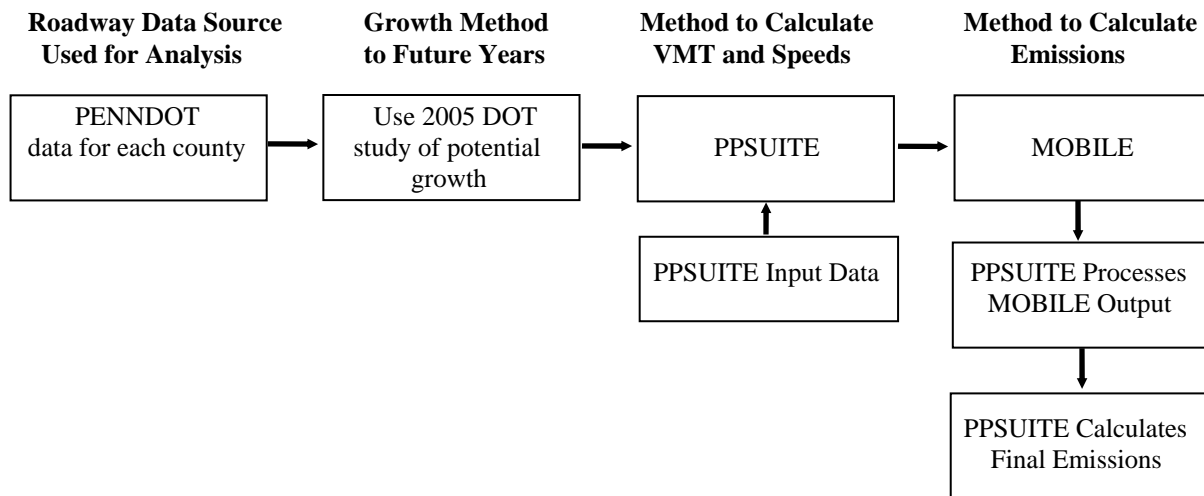 Roadway Data Source
Used for Analysis
Growth Method
to Future Years
Method to Calculate
VMT and Speeds
Method to Calculate
Emissions
PENNDOT
data for each county
Use 2005 DOT
study of potential
growth
PPSUITE
MOBILE
PPSUITE Input Data
PPSUITE Processes
MOBILE Output
PPSUITE Calculates
Final Emissions